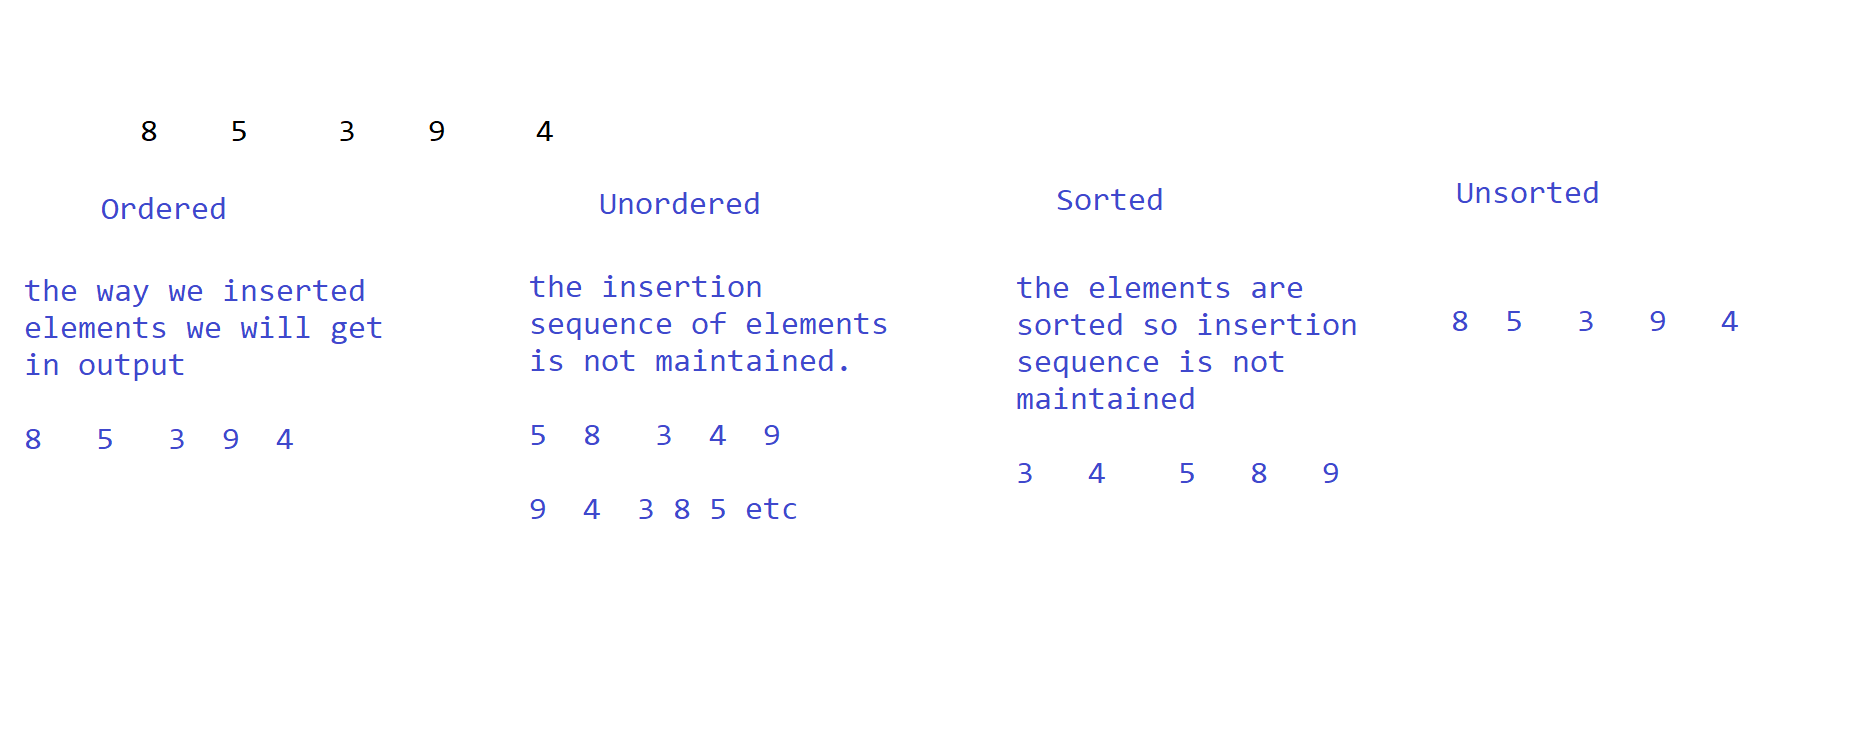 8 5 3 9 4
Ordered
the way we inserted
elements we will get
in output
8 5 3 9 4
Unordered
the insertion
sequence of elements
is not maintained.
5 8 3 4 9
9 4 3 8 5 etc
Sorted
the elements are
sorted so insertion
sequence is not
maintained
3 4 5 8 9
Unsorted
8 5 3 9 4